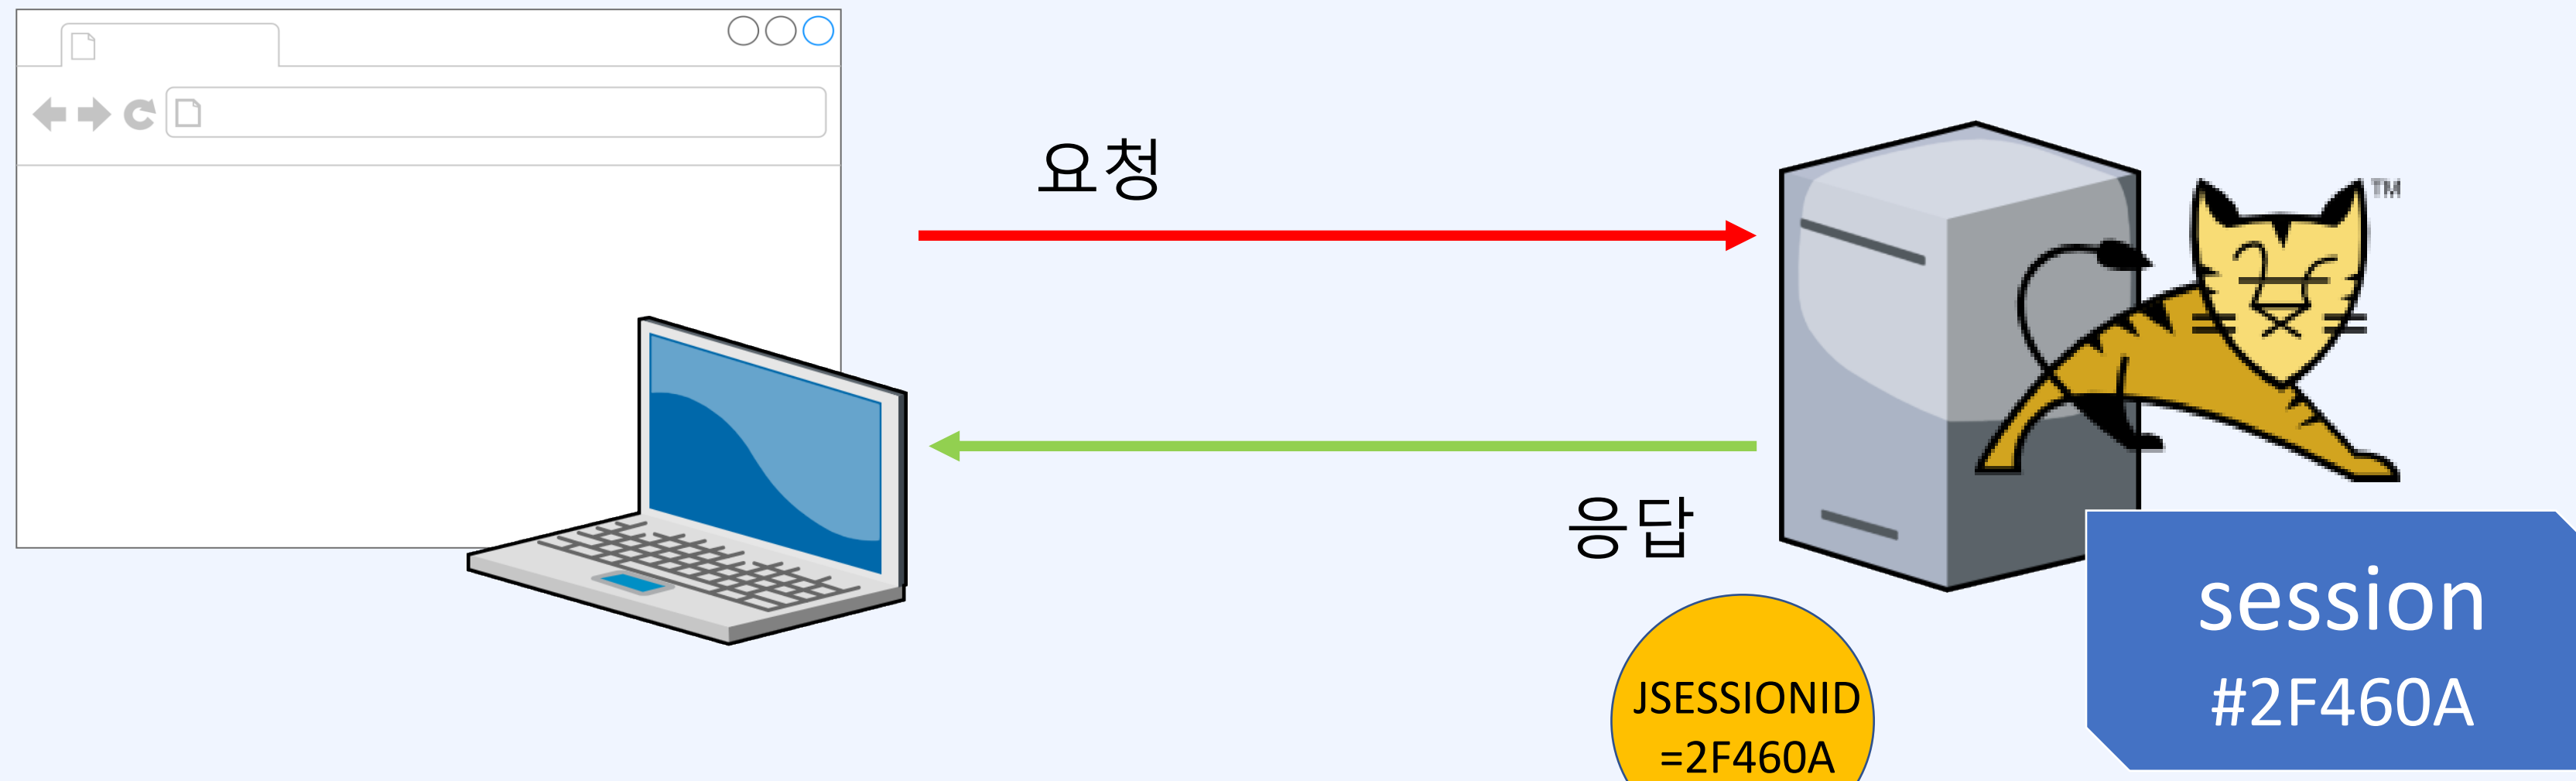 요청
TM
응답
session
#2F460A
JSESSIONID
=2F460A